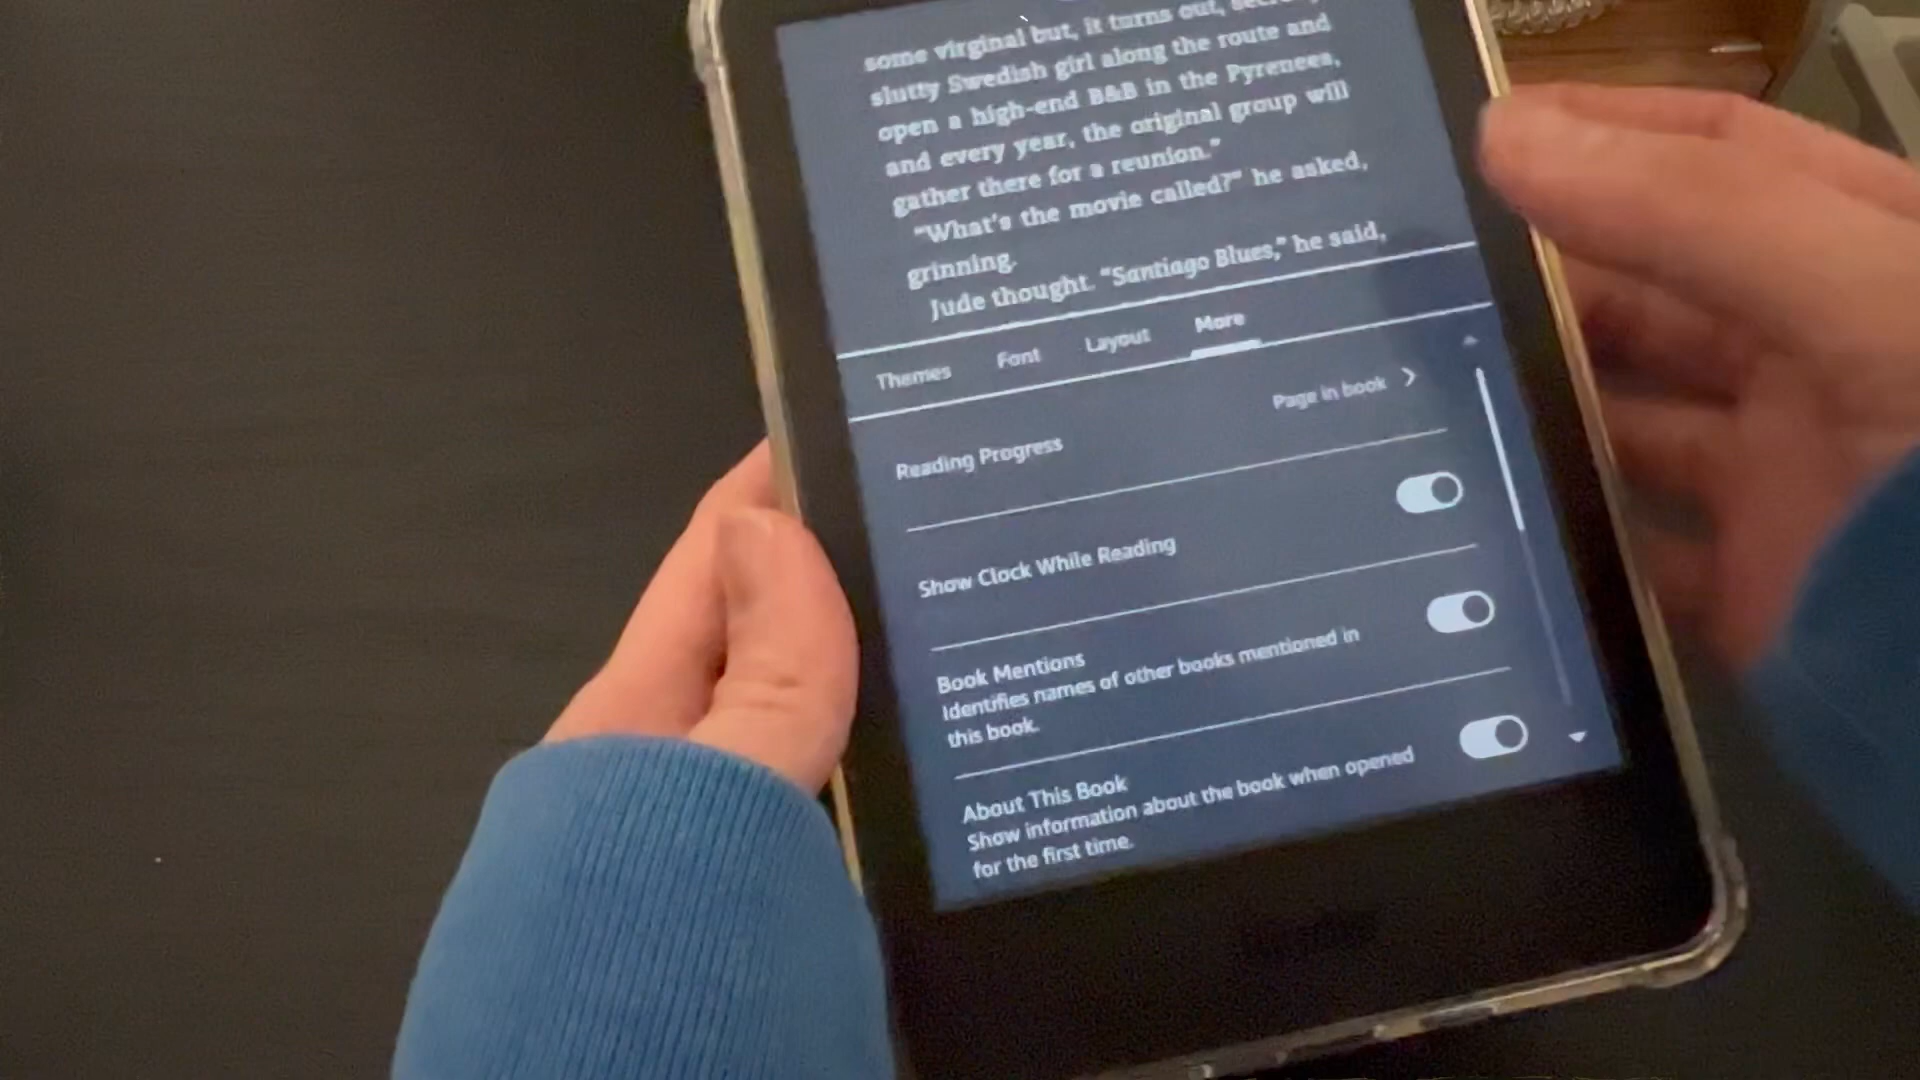 some virginal but, it turns out,
slutty Swedish girl along the route and
open a high-end B&B in the Pyrenees,
and every year, the original group will
gather there for a reunion.”
“What’s the movie called?” he asked,
grinning.
Jude thought. “Santiago Blues,” he said,
Themes Font Layout More
Reading Progress Page in book
Show Clock While Reading
Book Mentions
Identifies names of other books mentioned in
this book.
About This Book
Show information about the book when opened
for the first time.